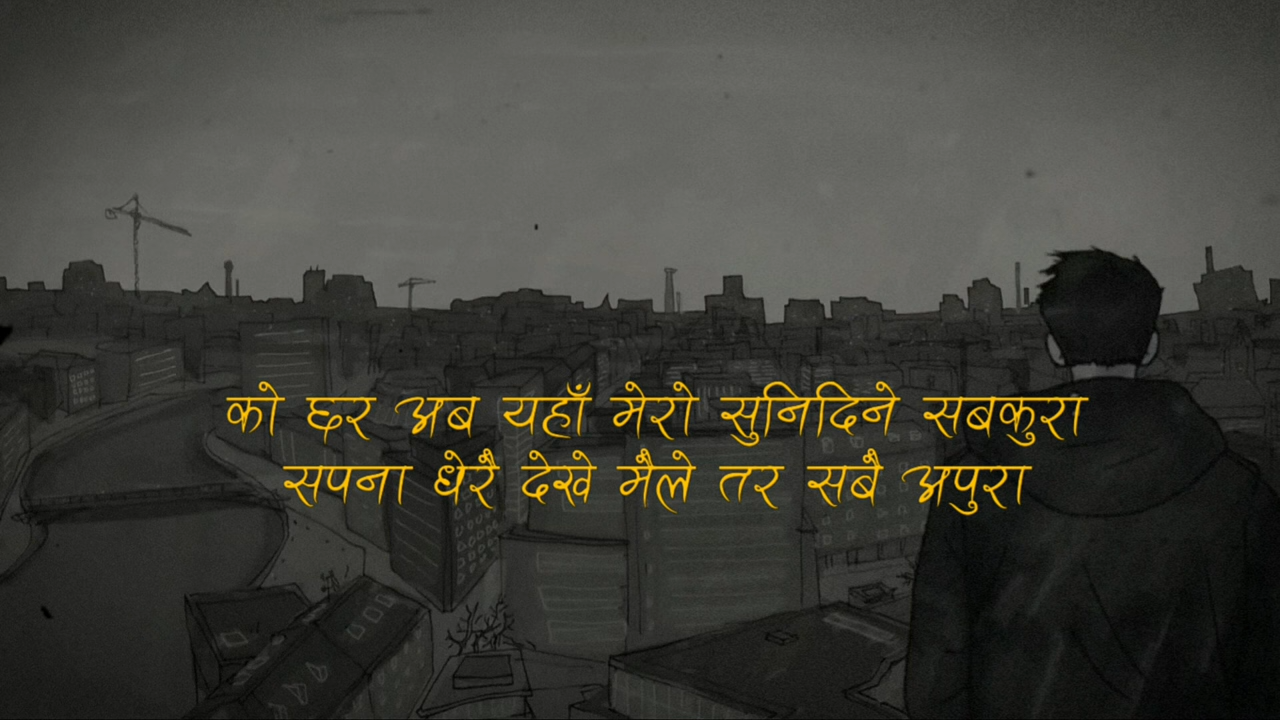 को छर अब यहाँ मेरो सुनिदिने सबकुरा
सपना धेरै देखे मैले तर सबै अपुरा